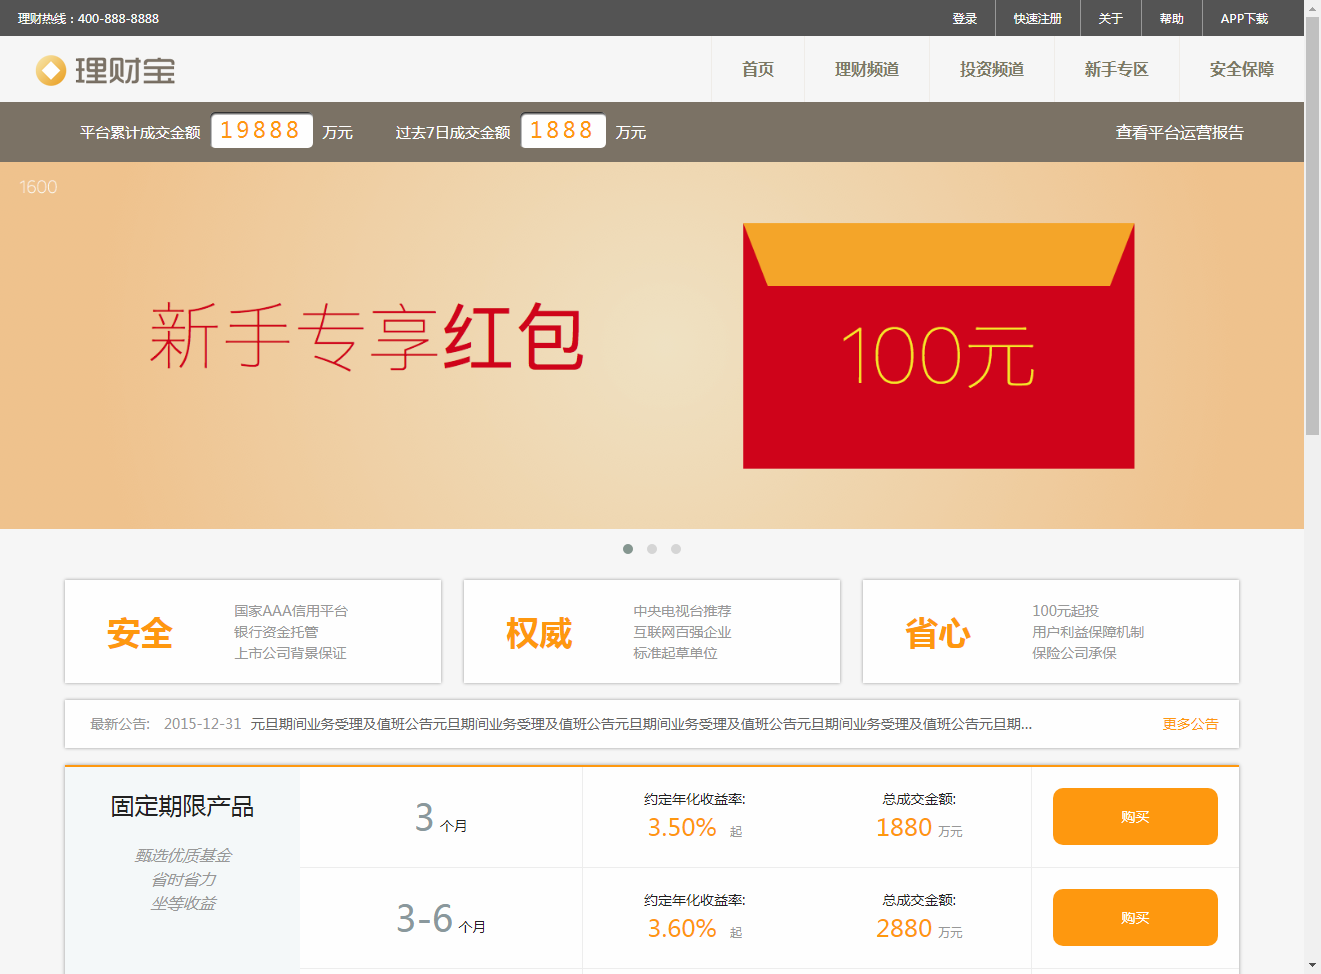 理财热线：400-888-8888 登录 快速注册 关于 帮助 APP下载
理财宝 首页 理财频道 投资频道 新手专区 安全保障
平台累计成交金额 19888 万元 过去7日成交金额 1888 万元 查看平台运营报告
1600
新手专享红包
100元
安全
国家AAA信用平台
银行资金托管
上市公司背景保证
权威
中央电视台推荐
互联网百强企业
标准起草单位
省心
100元起投
用户利益保障机制
保险公司承保
最新公告: 2015-12-31 元旦期间业务受理及值班公告元旦期间业务受理及值班公告元旦期间业务受理及值班公告元旦期间业务受理及值班公告元旦期... 更多公告
固定期限产品
甄选优质基金
省时省力
坐等收益
3 个月
约定年化收益率:
3.50% 起
总成交金额:
1880 万元
购买
3-6 个月
约定年化收益率:
3.60% 起
总成交金额:
2880 万元
购买